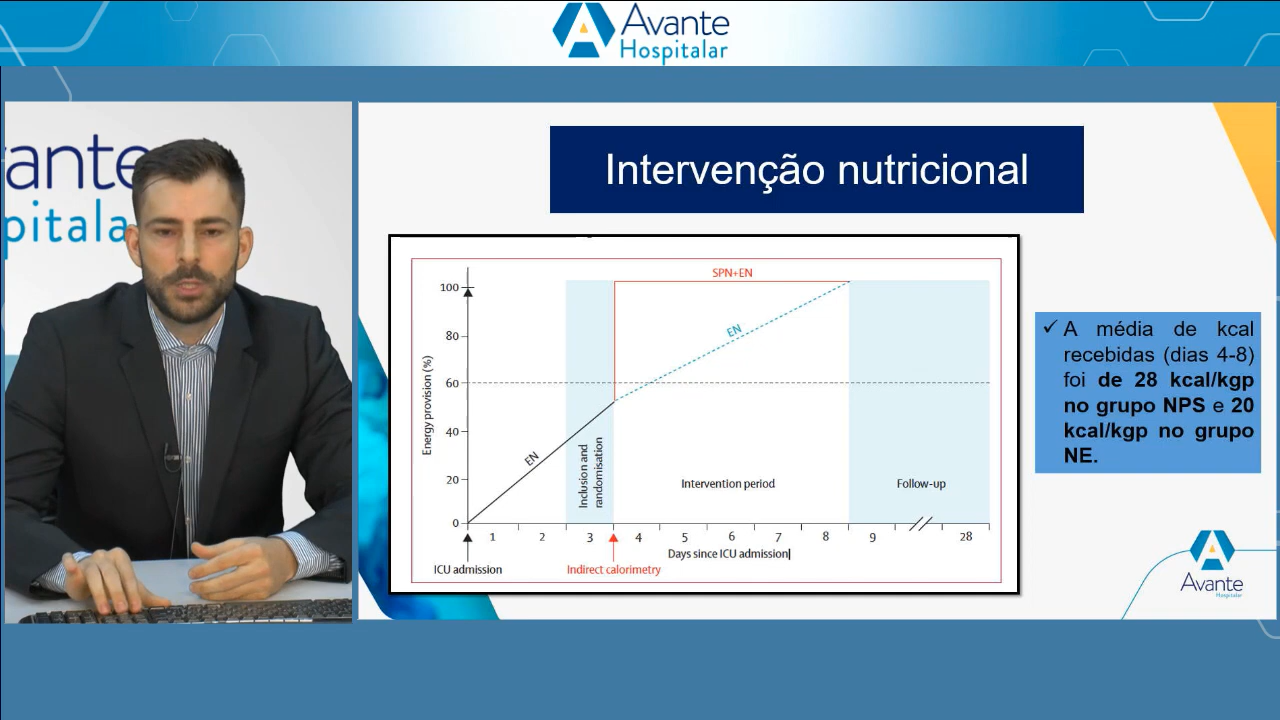 Avante
Hospitalar
vante
pitala
Intervenção nutricional
SPN+EN
100
80
60
40
20
0
Energy provision (%)
EN
EN
Inclusion and
randomisation
Intervention period
Follow-up
1 2 3 4 5 6 7 8 9 28
Days since ICU admission
ICU admission
Indirect calorimetry
✓ A média de kcal
recebidas (dias 4-8)
foi de 28 kcal/kgp
no grupo NPS e 20
kcal/kgp no grupo
NE.
Avante
Hospitalar